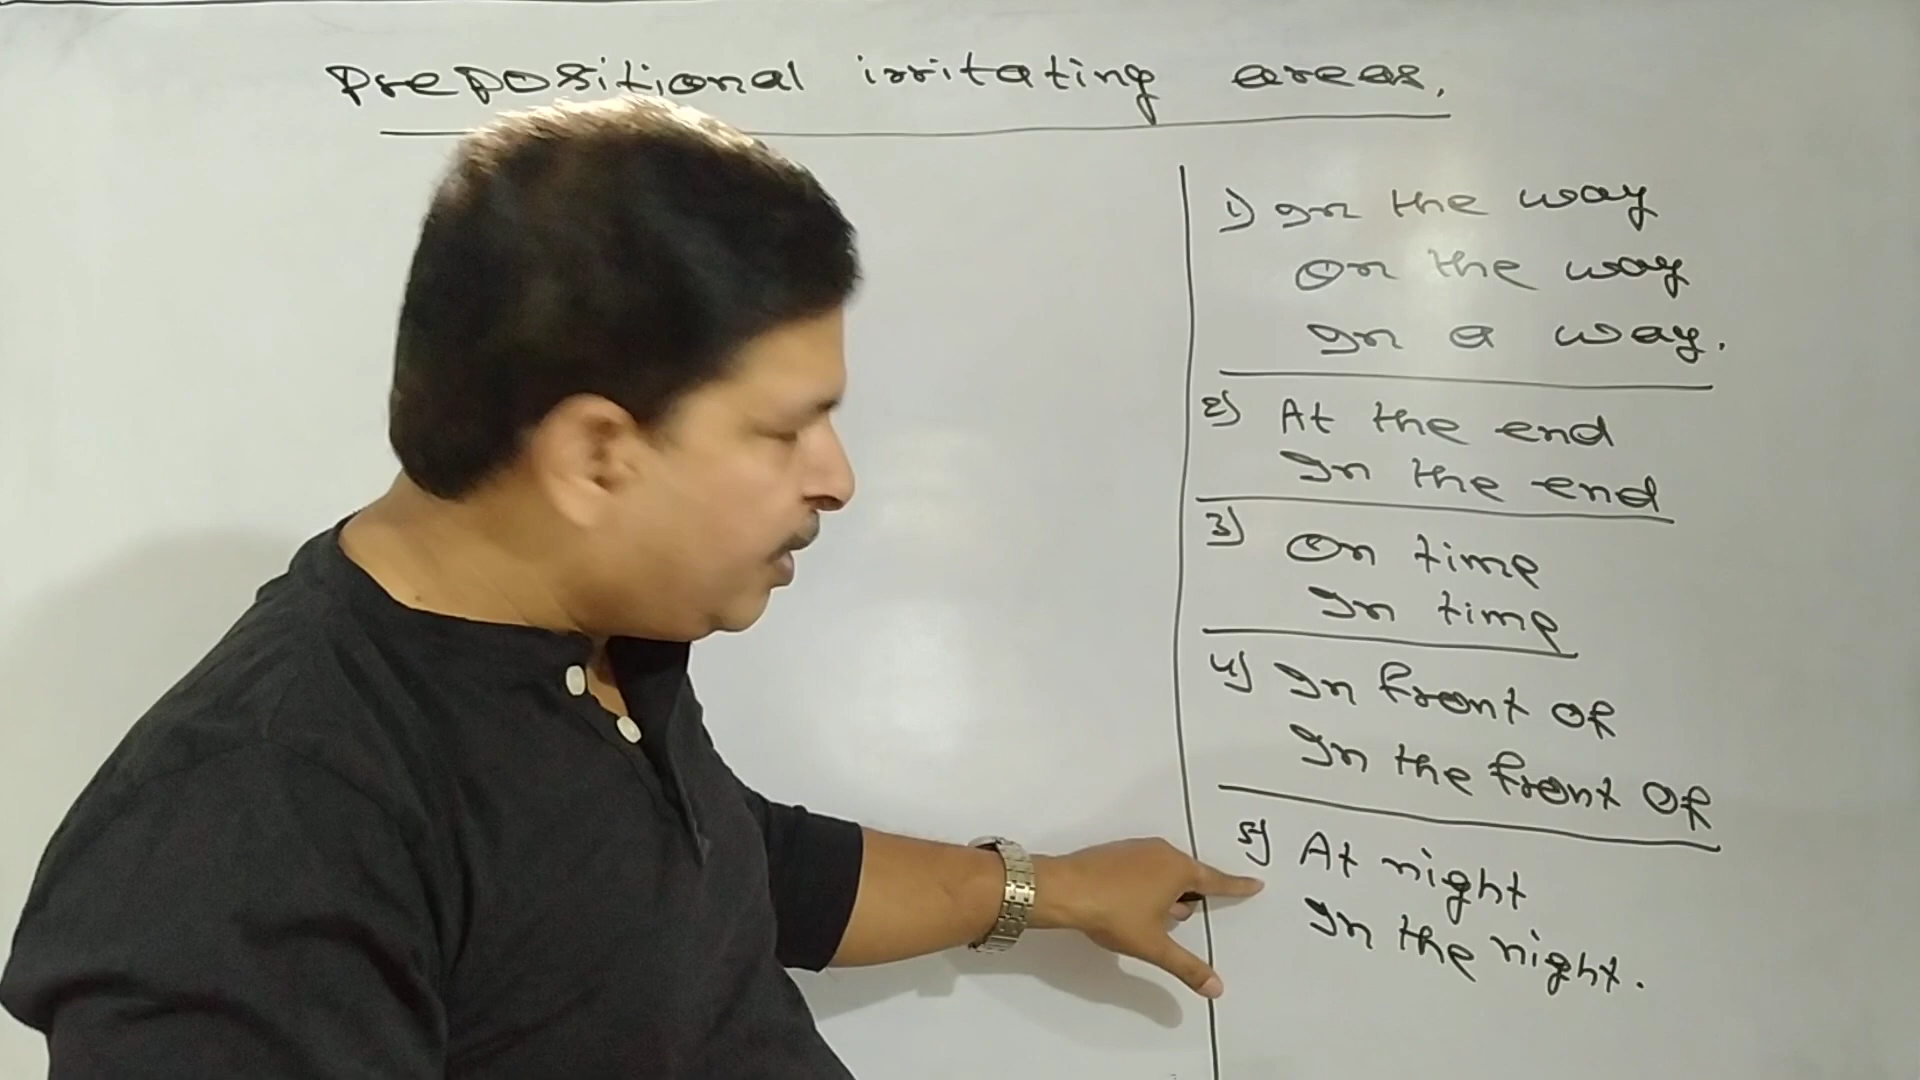 Prepositional irritating areas.
1) In the way
On the way
In a way.
2) At the end
In the end
3) On time
In time
4) In front of
In the front of
5) At night
In the night.